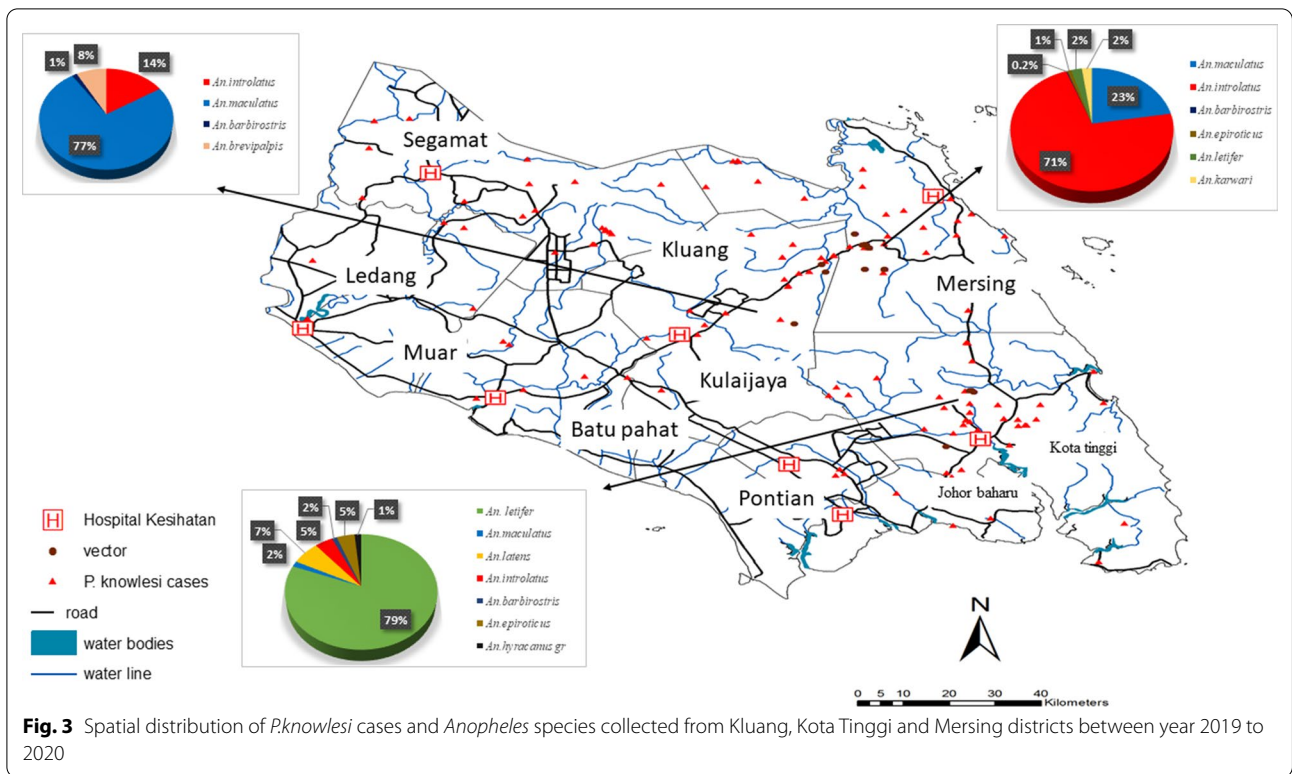 1%
8%
14%
77%
An.introlatus
An.maculatus
An.barbirostris
An.brevipalpis
1%
2%
2%
0.2%
23%
71%
An.maculatus
An.introlatus
An.barbirostris
An.epiroticus
An.letifer
An.karwari
Segamat
Kluang
Ledang
Mersing
Muar
Kulaijaya
Batu pahat
Kota tinggi
Pontian
Johor baharu
H
H
H
H
H
H
H
H
H Hospital Kesihatan
vector
P. knowlesi cases
road
water bodies
water line
2%
5%
1%
7%
5%
2%
79%
An. letifer
An.maculatus
An.latens
An.introlatus
An.barbirostris
An.epiroticus
An.hyracanus gr
N
0 5 10 20 30 40
Kilometers
Fig. 3 Spatial distribution of P.knowlesi cases and Anopheles species collected from Kluang, Kota Tinggi and Mersing districts between year 2019 to
2020